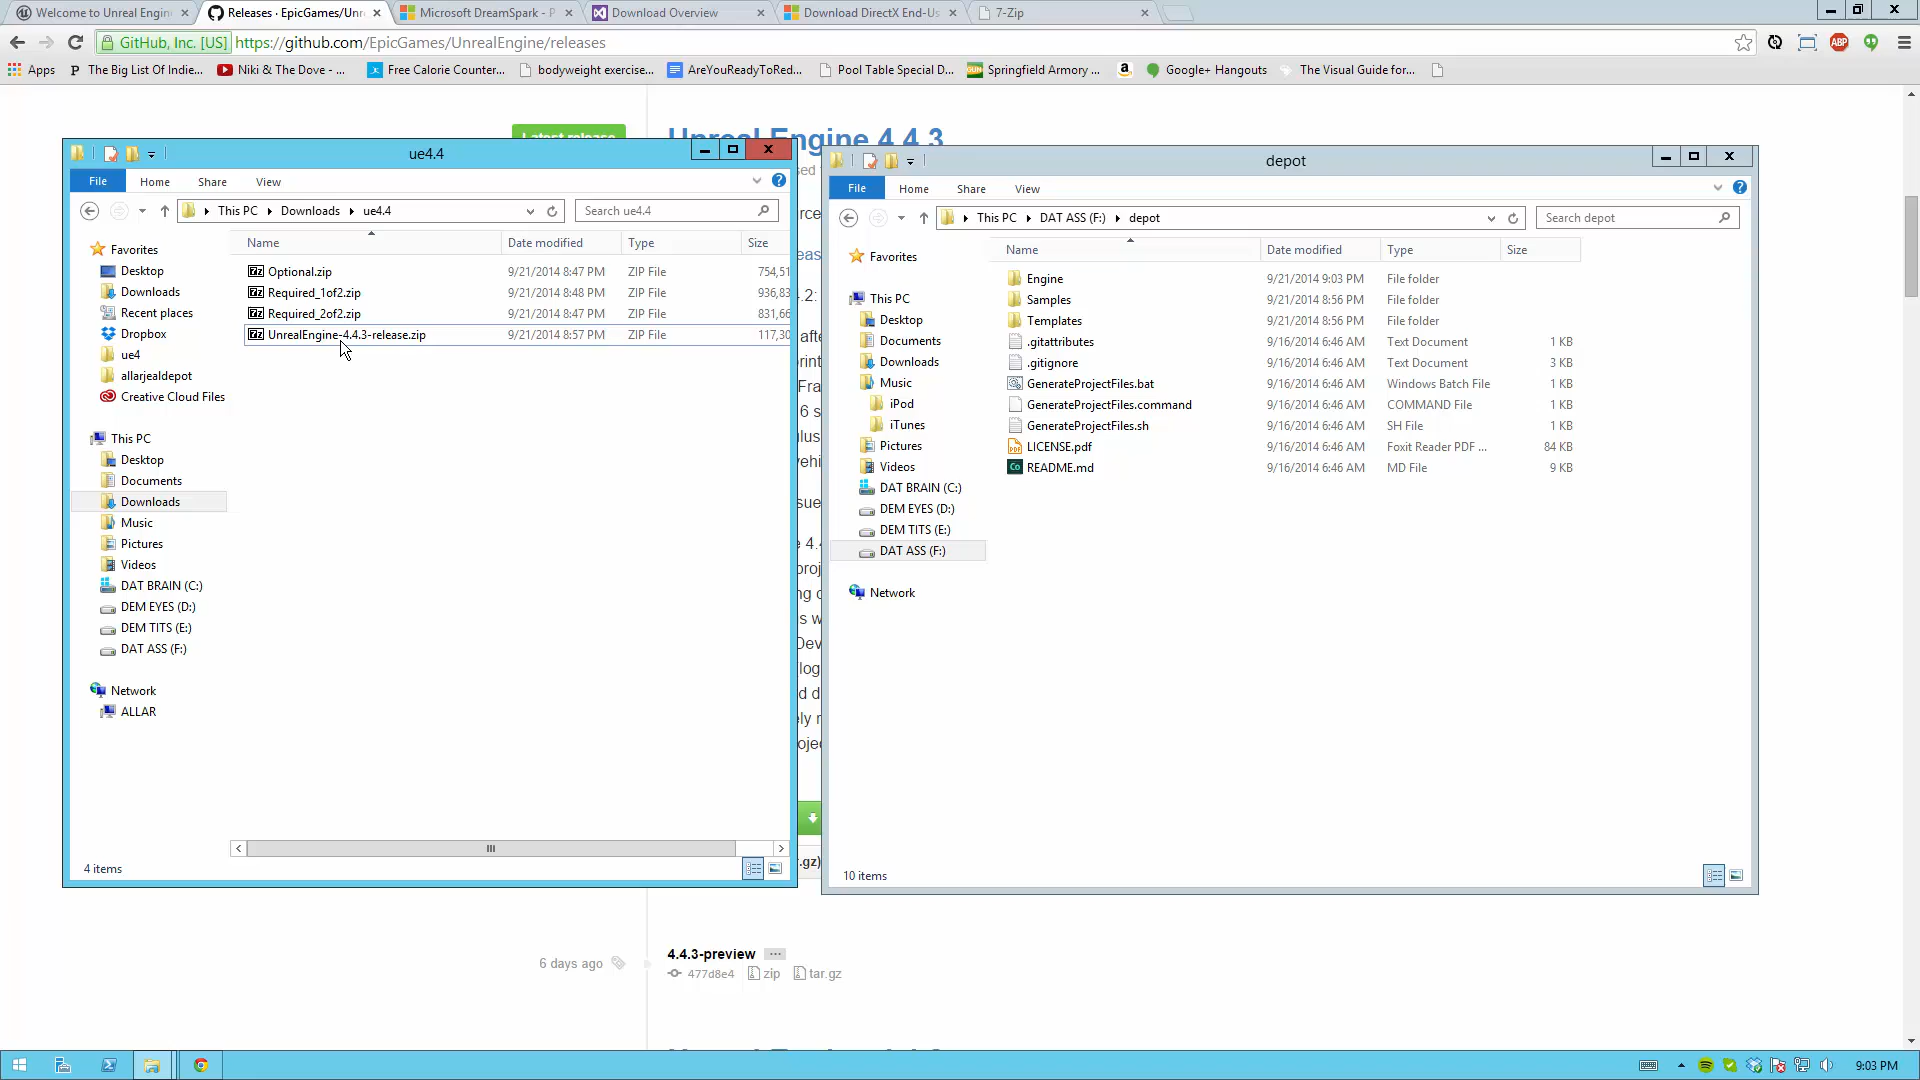 Welcome to Unreal Engin
Releases · EpicGames/Unr
Microsoft DreamSpark - P
Download Overview
Download DirectX End-Us
7-Zip
GitHub, Inc. [US]
https://github.com/EpicGames/UnrealEngine/releases
Apps
The Big List Of Indie...
Niki & The Dove - ...
Free Calorie Counter...
bodyweight exercise...
AreYouReadyToRed...
Pool Table Special D...
Springfield Armory ...
Google+ Hangouts
The Visual Guide for...
Latest release
Unreal Engine 4.4.3
ue4.4
File Home Share View
This PC Downloads ue4.4
Search ue4.4
Name Date modified Type Size
Optional.zip 9/21/2014 8:47 PM ZIP File 754,51
Required_1of2.zip 9/21/2014 8:48 PM ZIP File 936,83
Required_2of2.zip 9/21/2014 8:47 PM ZIP File 831,66
UnrealEngine-4.4.3-release.zip 9/21/2014 8:57 PM ZIP File 117,30
Favorites
Desktop
Downloads
Recent places
Dropbox
ue4
allarjealdepot
Creative Cloud Files
This PC
Desktop
Documents
Downloads
Music
Pictures
Videos
DAT BRAIN (C:)
DEM EYES (D:)
DEM TITS (E:)
DAT ASS (F:)
Network
ALLAR
4 items
depot
File Home Share View
This PC DAT ASS (F:) depot
Search depot
Name Date modified Type Size
Engine 9/21/2014 9:03 PM File folder
Samples 9/21/2014 8:56 PM File folder
Templates 9/21/2014 8:56 PM File folder
.gitattributes 9/16/2014 6:46 AM Text Document 1 KB
.gitignore 9/16/2014 6:46 AM Text Document 3 KB
GenerateProjectFiles.bat 9/16/2014 6:46 AM Windows Batch File 1 KB
GenerateProjectFiles.command 9/16/2014 6:46 AM COMMAND File 1 KB
GenerateProjectFiles.sh 9/16/2014 6:46 AM SH File 1 KB
LICENSE.pdf 9/16/2014 6:46 AM Foxit Reader PDF ... 84 KB
README.md 9/16/2014 6:46 AM MD File 9 KB
Favorites
This PC
Desktop
Documents
Downloads
Music
iPod
iTunes
Pictures
Videos
DAT BRAIN (C:)
DEM EYES (D:)
DEM TITS (E:)
DAT ASS (F:)
Network
10 items
.gz)
6 days ago
4.4.3-preview
477d8e4 zip tar.gz
9:03 PM